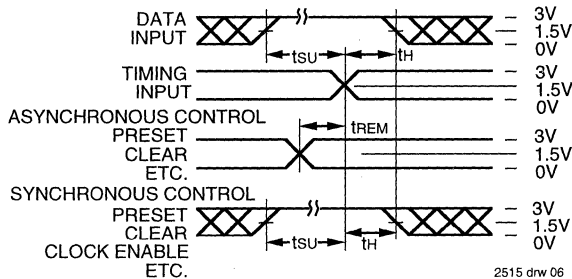 DATA
INPUT
3V
1.5V
0V
tSU
tH
TIMING
INPUT
3V
1.5V
0V
ASYNCHRONOUS CONTROL
PRESET
CLEAR
ETC.
tREM
3V
1.5V
0V
SYNCHRONOUS CONTROL
PRESET
CLEAR
CLOCK ENABLE
ETC.
tSU
tH
3V
1.5V
0V
2515 drw 06